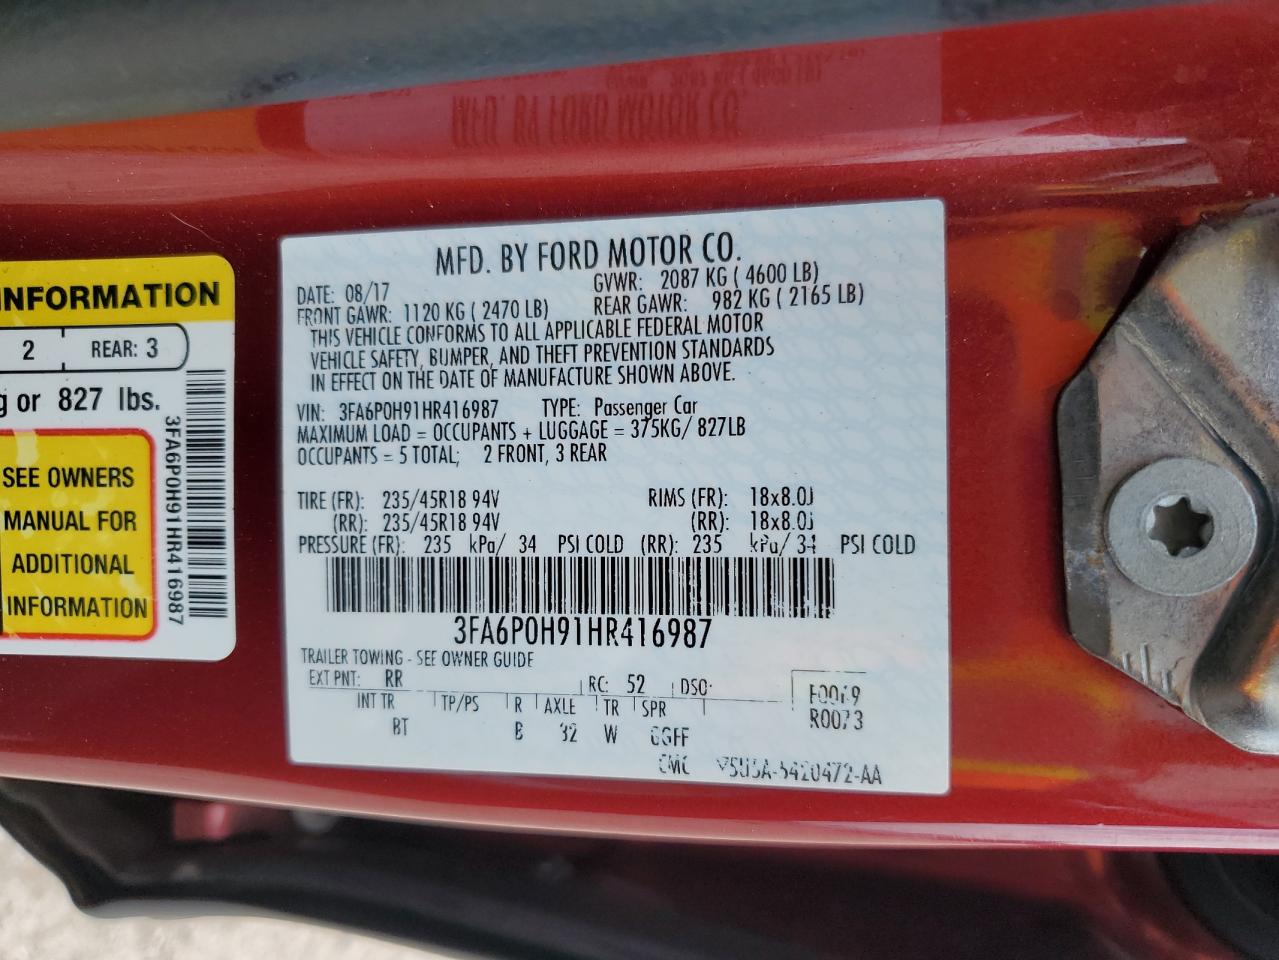 INFORMATION
2 REAR: 3
g or 827 lbs.
SEE OWNERS
MANUAL FOR
ADDITIONAL
INFORMATION
3FA6P0H91HR416987
MFD. BY FORD MOTOR CO.
DATE: 08/17 GVWR: 2087 KG ( 4600 LB)
FRONT GAWR: 1120 KG ( 2470 LB) REAR GAWR: 982 KG ( 2165 LB)
THIS VEHICLE CONFORMS TO ALL APPLICABLE FEDERAL MOTOR
VEHICLE SAFETY, BUMPER, AND THEFT PREVENTION STANDARDS
IN EFFECT ON THE DATE OF MANUFACTURE SHOWN ABOVE.
VIN: 3FA6P0H91HR416987 TYPE: Passenger Car
MAXIMUM LOAD = OCCUPANTS + LUGGAGE = 375KG/ 827LB
OCCUPANTS = 5 TOTAL; 2 FRONT, 3 REAR
TIRE (FR): 235/45R18 94V RIMS (FR): 18x8.0J
(RR): 235/45R18 94V (RR): 18x8.0J
PRESSURE (FR): 235 kPa/ 34 PSI COLD (RR): 235 kPa/ 34 PSI COLD
3FA6P0H91HR416987
TRAILER TOWING - SEE OWNER GUIDE
EXT PNT: RR RC: 52 DSO:
INT TR TP/PS R AXLE TR SPR R0073
BT B 32 W GGFF
CMC